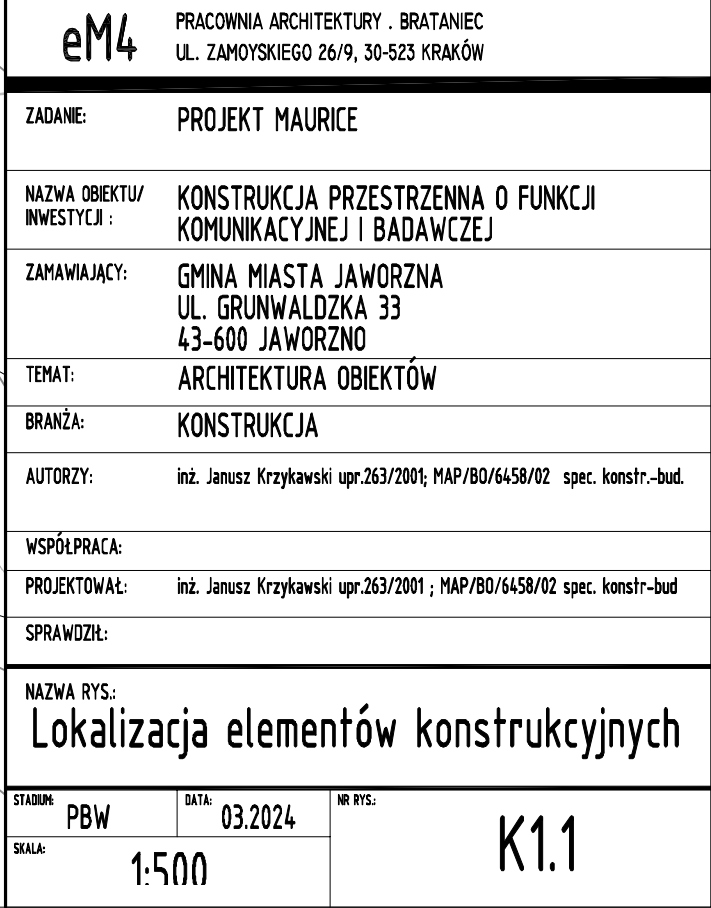 eM4
PRACOWNIA ARCHITEKTURY . BRATANIEC
UL. ZAMOYSKIEGO 26/9, 30-523 KRAKÓW
ZADANIE:
PROJEKT MAURICE
NAZWA OBIEKTU/
INWESTYCJI :
KONSTRUKCJA PRZESTRZENNA O FUNKCJI
KOMUNIKACYJNEJ I BADAWCZEJ
ZAMAWIAJĄCY:
GMINA MIASTA JAWORZNA
UL. GRUNWALDZKA 33
43-600 JAWORZNO
TEMAT:
ARCHITEKTURA OBIEKTÓW
BRANŻA:
KONSTRUKCJA
AUTORZY:
inż. Janusz Krzykawski upr.263/2001; MAP/BO/6458/02 spec. konstr.-bud.
WSPÓŁPRACA:
PROJEKTOWAŁ:
inż. Janusz Krzykawski upr.263/2001 ; MAP/BO/6458/02 spec. konstr-bud
SPRAWDZIŁ:
NAZWA RYS.:
Lokalizacja elementów konstrukcyjnych
STADIUM:
PBW
DATA:
03.2024
NR RYS.:
K1.1
SKALA:
1:500